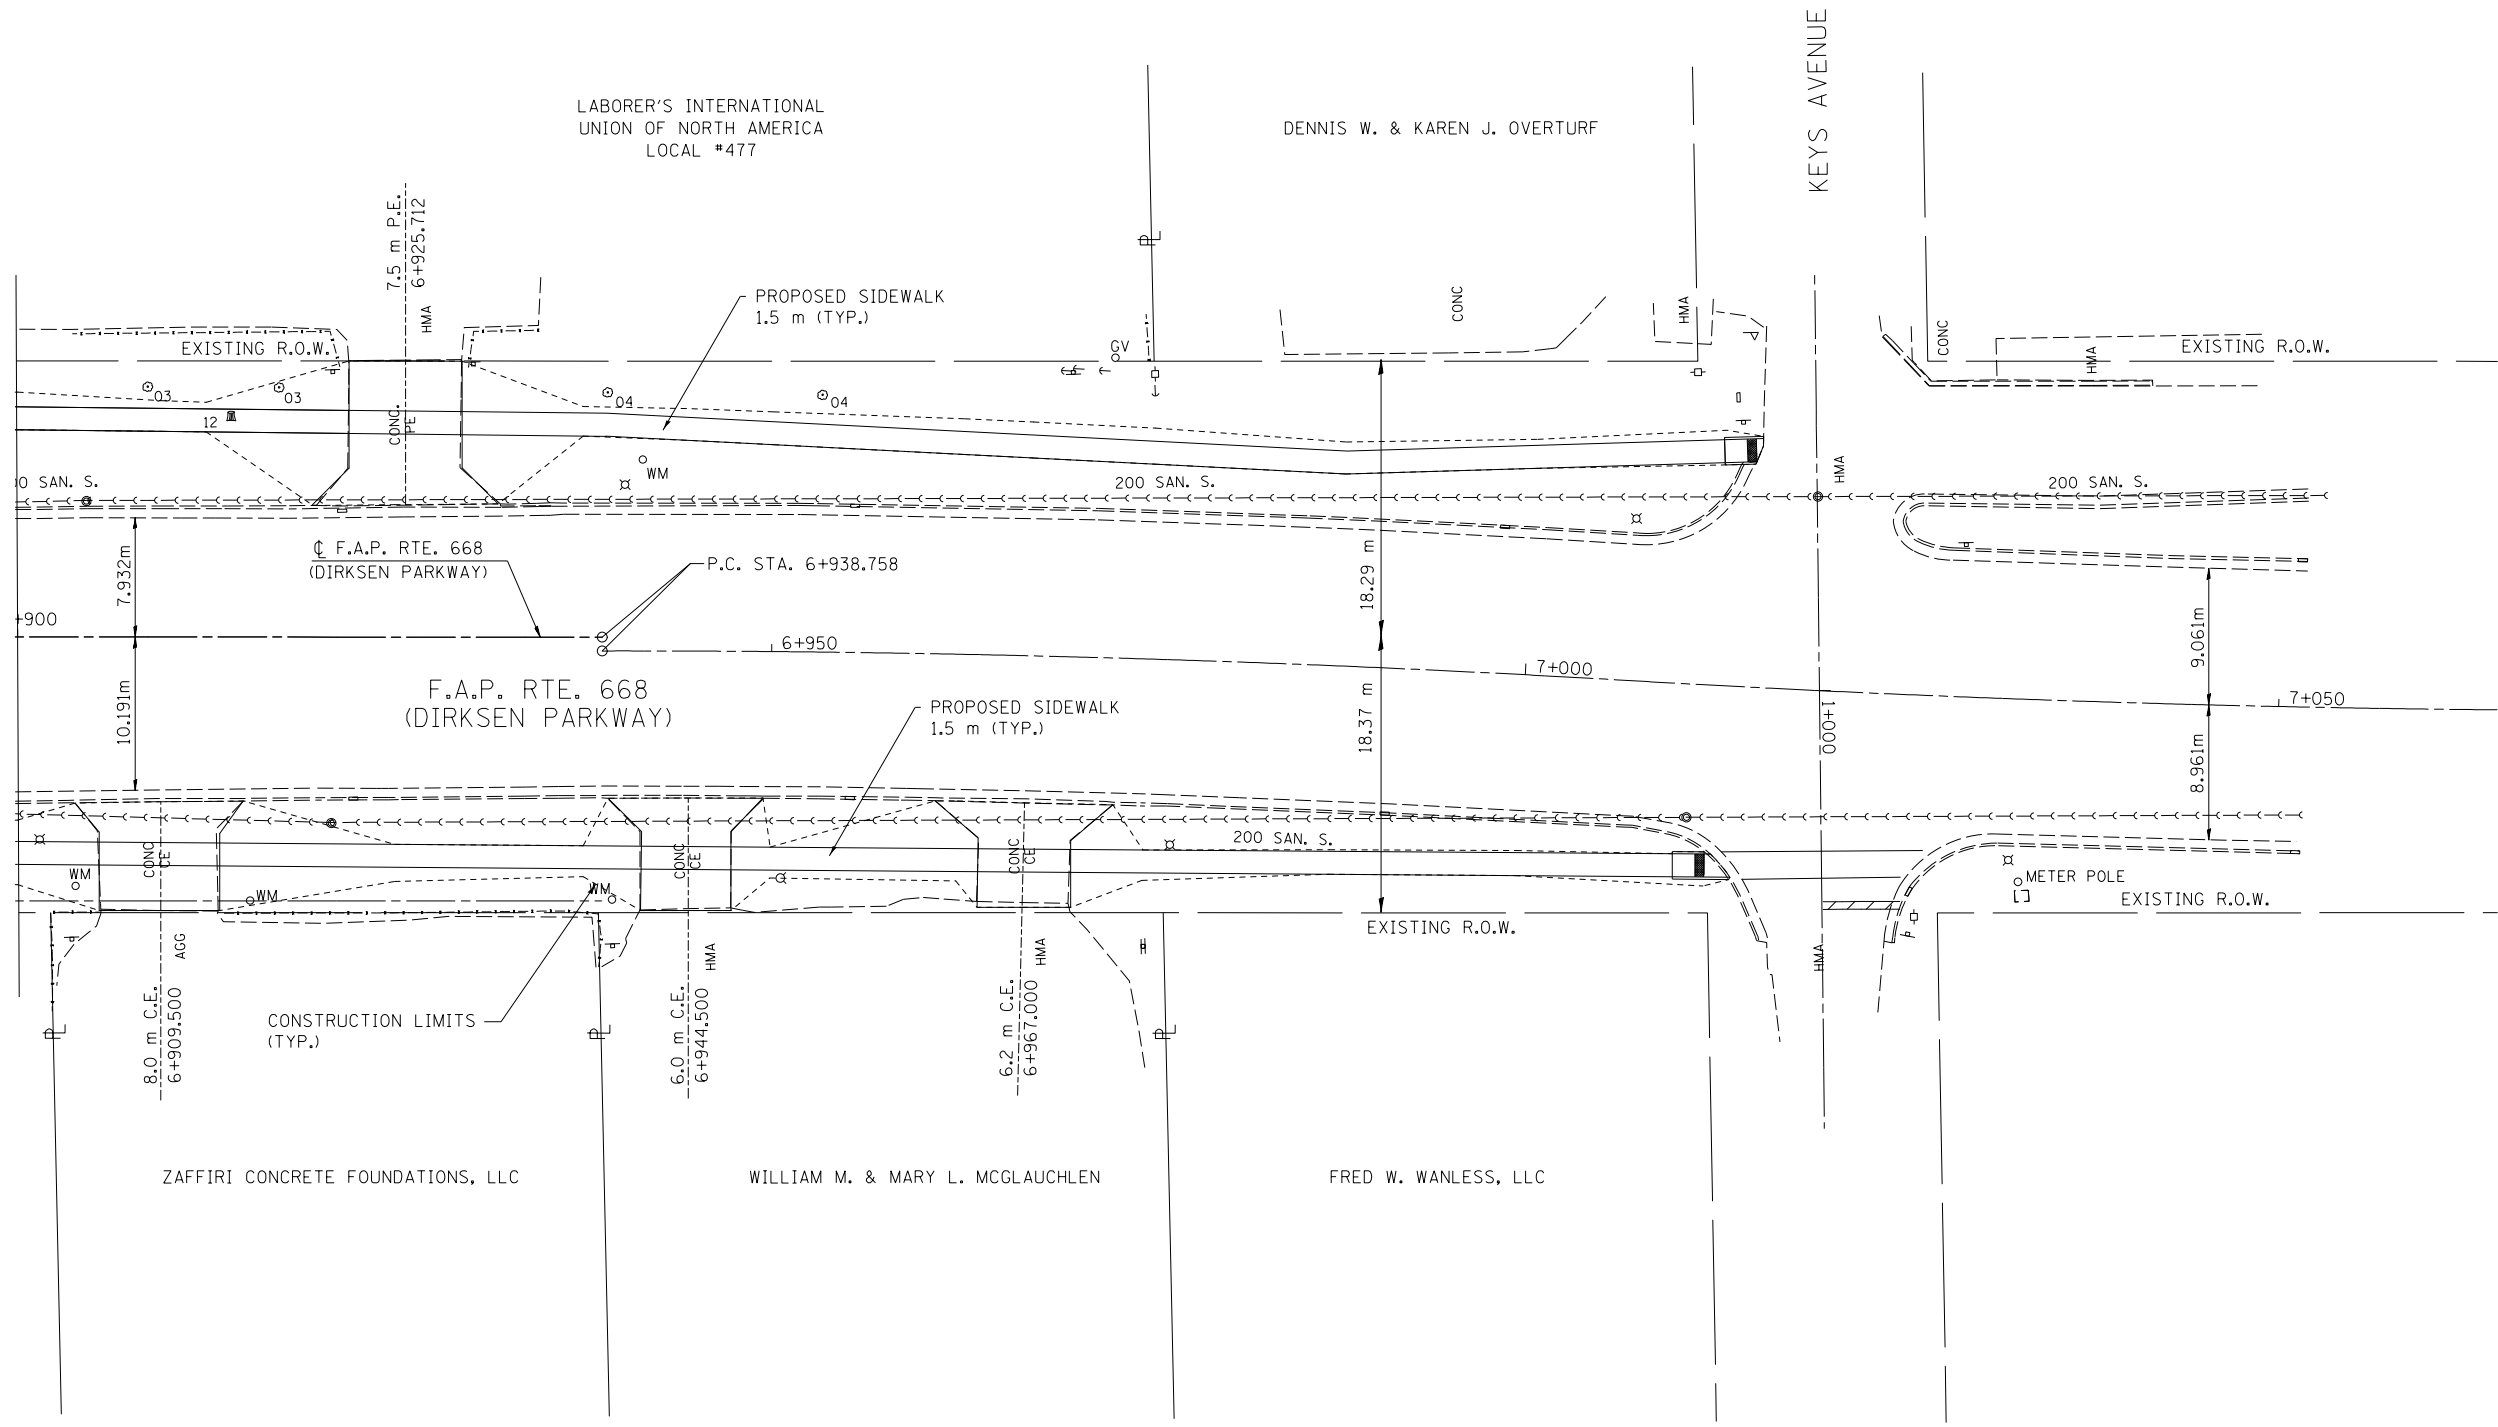 KEYS AVENUE
LABORER'S INTERNATIONAL
UNION OF NORTH AMERICA
LOCAL #477
DENNIS W. & KAREN J. OVERTURF
7.5 m P.E.
6+925.712
HMA
PROPOSED SIDEWALK
1.5 m (TYP.)
CONC
HMA
EXISTING R.O.W.
GV
CONC
HMA
EXISTING R.O.W.
03
03
04
04
12
CONC.
PE
WM
0 SAN. S.
200 SAN. S.
HMA
200 SAN. S.
℄ F.A.P. RTE. 668
(DIRKSEN PARKWAY)
P.C. STA. 6+938.758
7.932m
18.29 m
+900
6+950
7+000
9.061m
F.A.P. RTE. 668
(DIRKSEN PARKWAY)
10.191m
PROPOSED SIDEWALK
1.5 m (TYP.)
18.37 m
1+000
7+050
8.961m
200 SAN. S.
CONC
CE
CONC
CE
CONC
CE
WM
WM
WM
METER POLE
EXISTING R.O.W.
EXISTING R.O.W.
AGG
HMA
HMA
HMA
P
8.0 m C.E.
6+909.500
CONSTRUCTION LIMITS
(TYP.)
6.0 m C.E.
6+944.500
6.2 m C.E.
6+967.000
ZAFFIRI CONCRETE FOUNDATIONS, LLC
WILLIAM M. & MARY L. MCGLAUCHLEN
FRED W. WANLESS, LLC